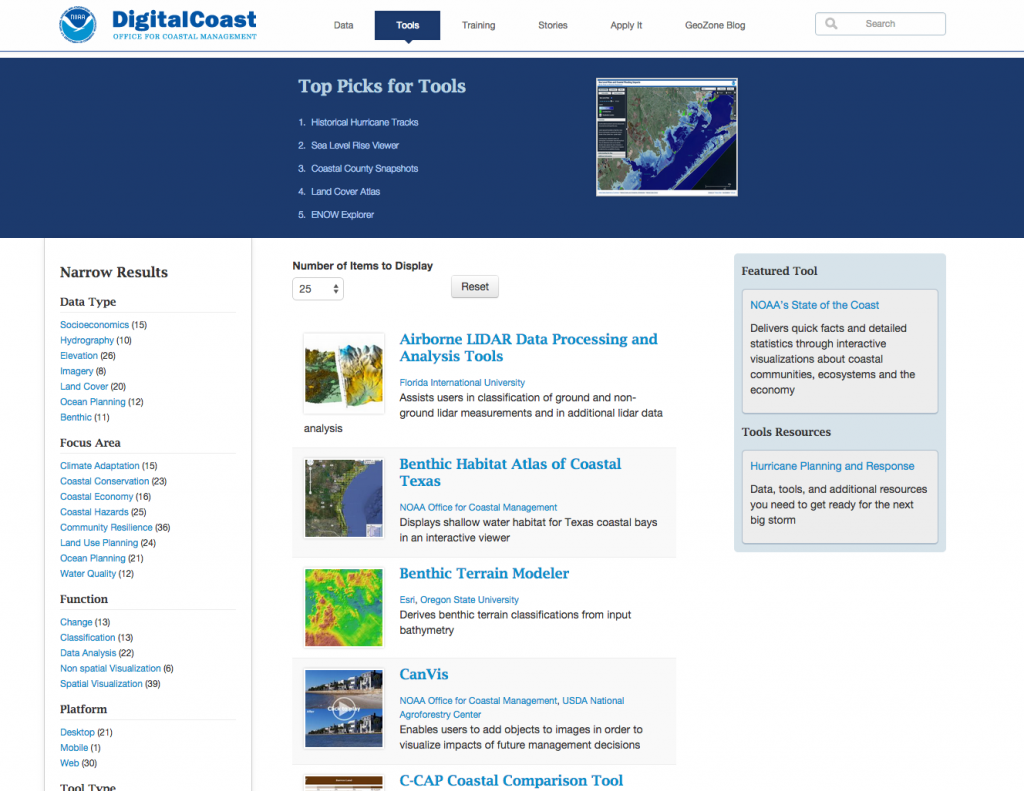 NOAA
DigitalCoast
OFFICE FOR COASTAL MANAGEMENT
Data
Tools
Training
Stories
Apply It
GeoZone Blog
Search
Top Picks for Tools
1. Historical Hurricane Tracks
2. Sea Level Rise Viewer
3. Coastal County Snapshots
4. Land Cover Atlas
5. ENOW Explorer
Narrow Results
Data Type
Socioeconomics (15)
Hydrography (10)
Elevation (26)
Imagery (8)
Land Cover (20)
Ocean Planning (12)
Benthic (11)
Focus Area
Climate Adaptation (15)
Coastal Conservation (23)
Coastal Economy (16)
Coastal Hazards (25)
Community Resilience (36)
Land Use Planning (24)
Ocean Planning (21)
Water Quality (12)
Function
Change (13)
Classification (13)
Data Analysis (22)
Non spatial Visualization (6)
Spatial Visualization (39)
Platform
Desktop (21)
Mobile (1)
Web (30)
Tool Type
Number of Items to Display
25
Reset
Airborne LIDAR Data Processing and
Analysis Tools
Florida International University
Assists users in classification of ground and non-
ground lidar measurements and in additional lidar data
analysis
Benthic Habitat Atlas of Coastal
Texas
NOAA Office for Coastal Management
Displays shallow water habitat for Texas coastal bays
in an interactive viewer
Benthic Terrain Modeler
Esri, Oregon State University
Derives benthic terrain classifications from input
bathymetry
CanVis
NOAA Office for Coastal Management, USDA National
Agroforestry Center
Enables users to add objects to images in order to
visualize impacts of future management decisions
C-CAP Coastal Comparison Tool
Featured Tool
NOAA's State of the Coast
Delivers quick facts and detailed
statistics through interactive
visualizations about coastal
communities, ecosystems and the
economy
Tools Resources
Hurricane Planning and Response
Data, tools, and additional resources
you need to get ready for the next
big storm